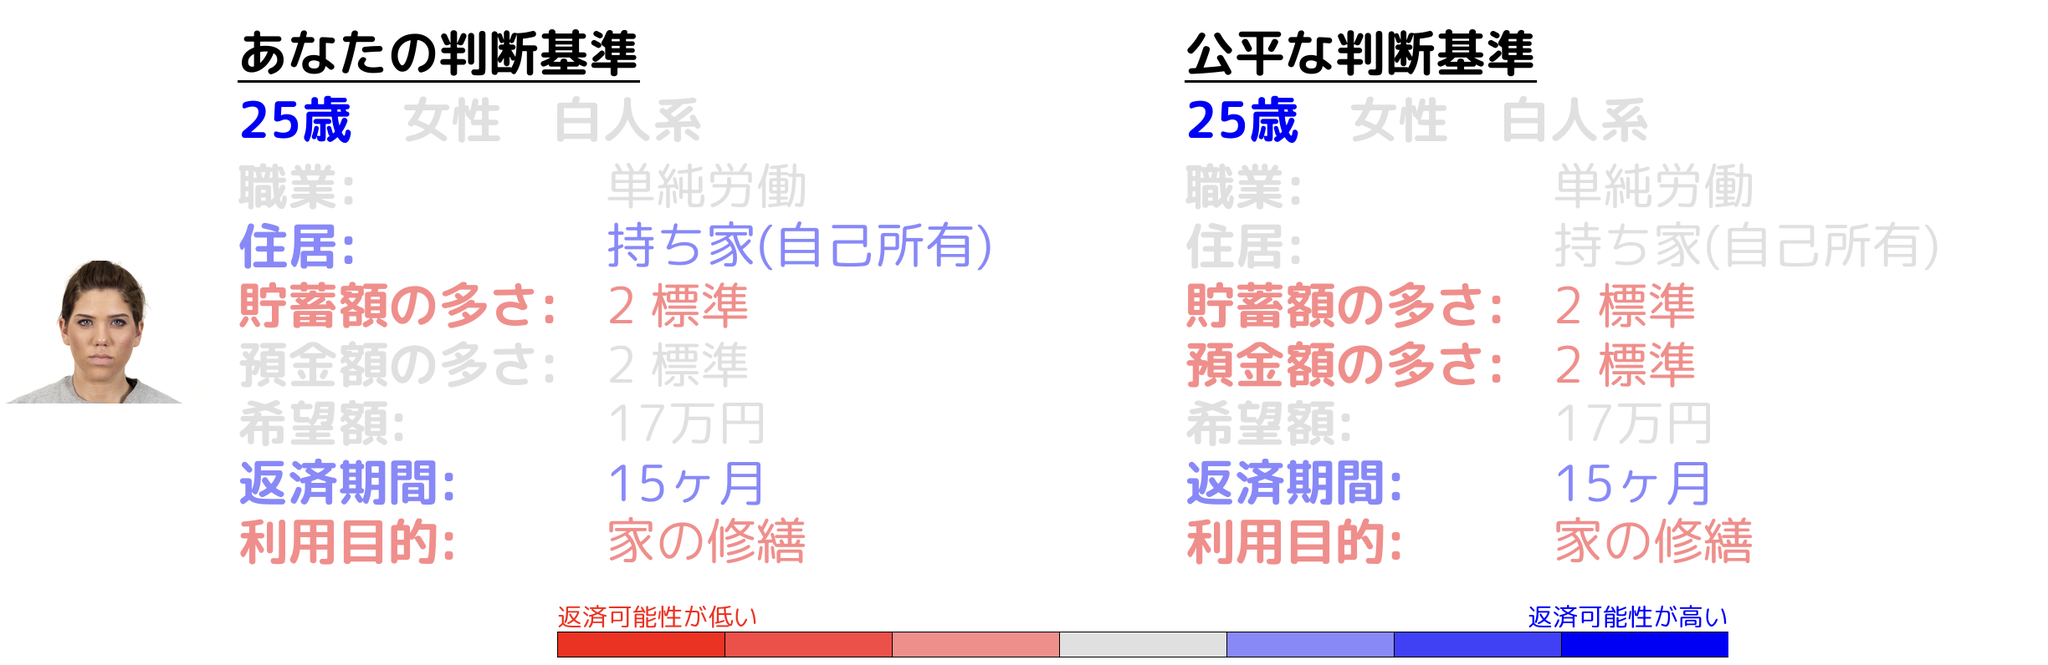 あなたの判断基準
25歳 女性 白人系
職業: 単純労働
住居: 持ち家(自己所有)
貯蓄額の多さ: 2 標準
預金額の多さ: 2 標準
希望額: 17万円
返済期間: 15ヶ月
利用目的: 家の修繕
公平な判断基準
25歳 女性 白人系
職業: 単純労働
住居: 持ち家(自己所有)
貯蓄額の多さ: 2 標準
預金額の多さ: 2 標準
希望額: 17万円
返済期間: 15ヶ月
利用目的: 家の修繕
返済可能性が低い
返済可能性が高い